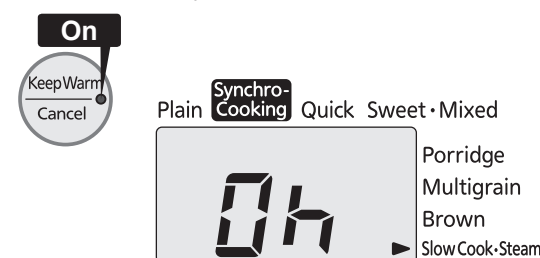 On
Keep Warm
Cancel
Plain Synchro-Cooking Quick Sweet・Mixed
Porridge
Multigrain
Brown
0h
Slow Cook・Steam